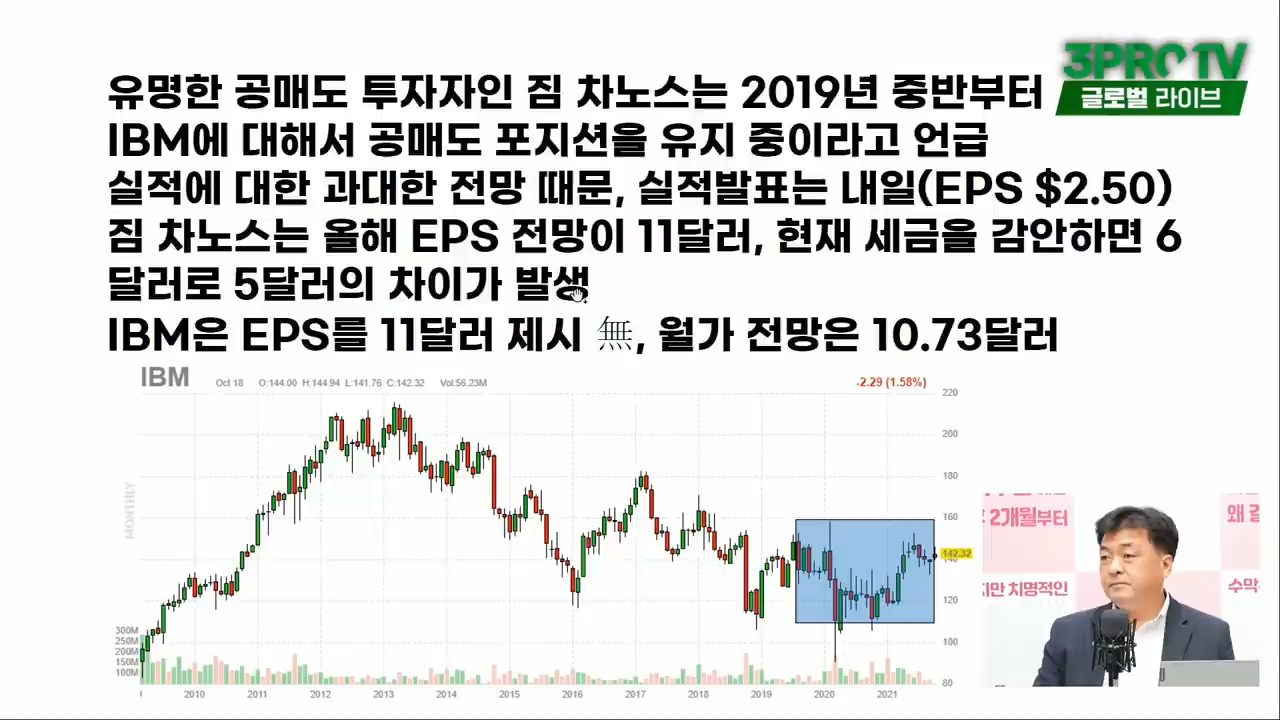 유명한 공매도 투자자인 짐 차노스는 2019년 중반부터
IBM에 대해서 공매도 포지션을 유지 중이라고 언급
실적에 대한 과대한 전망 때문, 실적발표는 내일(EPS $2.50)
짐 차노스는 올해 EPS 전망이 11달러, 현재 세금을 감안하면 6
달러로 5달러의 차이가 발생
IBM은 EPS를 11달러 제시 無, 월가 전망은 10.73달러
3PRO TV
글로벌 라이브
IBM Oct 18 O:144.00 H:144.94 L:141.76 C:142.32 Vol:56.23M -2.29 (1.58%)
220
200
180
160
142.32
140
120
100
80
MONTHLY
300M
250M
200M
150M
100M
2010 2011 2012 2013 2014 2015 2016 2017 2018 2019 2020 2021
2개월부터
지만 치명적인
왜 길
수막